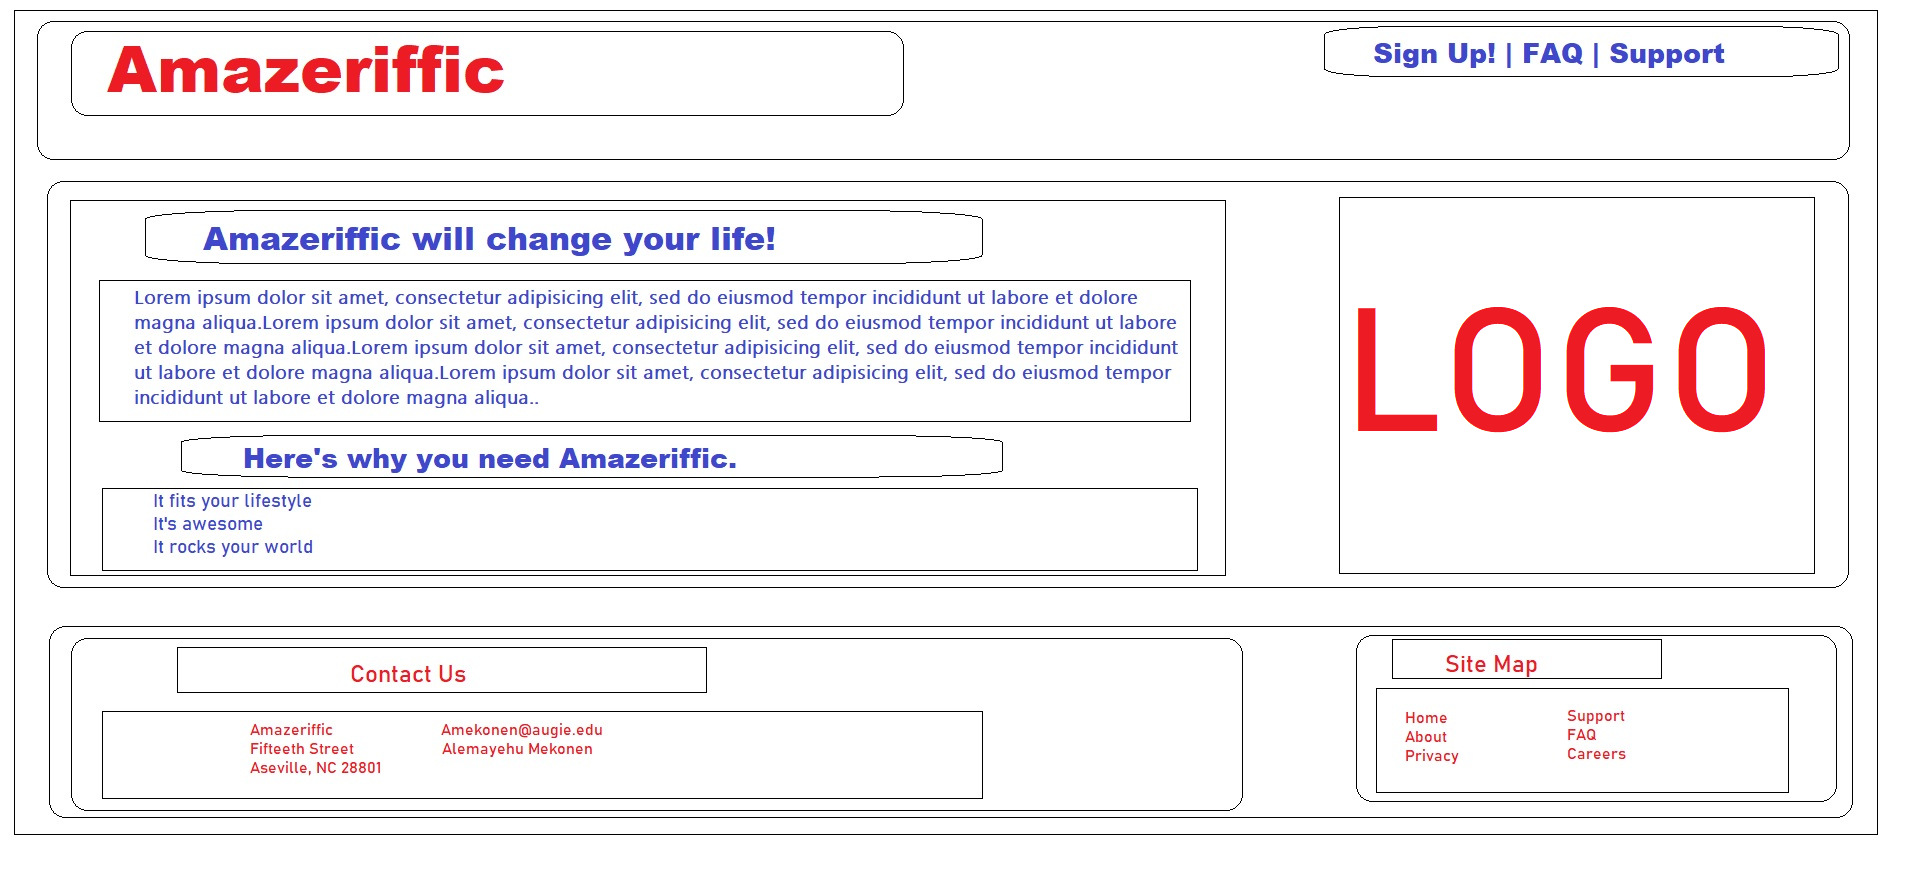 Amazeriffic
Sign Up! | FAQ | Support
Amazeriffic will change your life!
Lorem ipsum dolor sit amet, consectetur adipisicing elit, sed do eiusmod tempor incididunt ut labore et dolore
magna aliqua.Lorem ipsum dolor sit amet, consectetur adipisicing elit, sed do eiusmod tempor incididunt ut labore
et dolore magna aliqua.Lorem ipsum dolor sit amet, consectetur adipisicing elit, sed do eiusmod tempor incididunt
ut labore et dolore magna aliqua.Lorem ipsum dolor sit amet, consectetur adipisicing elit, sed do eiusmod tempor
incididunt ut labore et dolore magna aliqua..
Here's why you need Amazeriffic.
It fits your lifestyle
It's awesome
It rocks your world
LOGO
Contact Us
Amazeriffic
Fifteeth Street
Aseville, NC 28801
Amekonen@augie.edu
Alemayehu Mekonen
Site Map
Home
About
Privacy
Support
FAQ
Careers